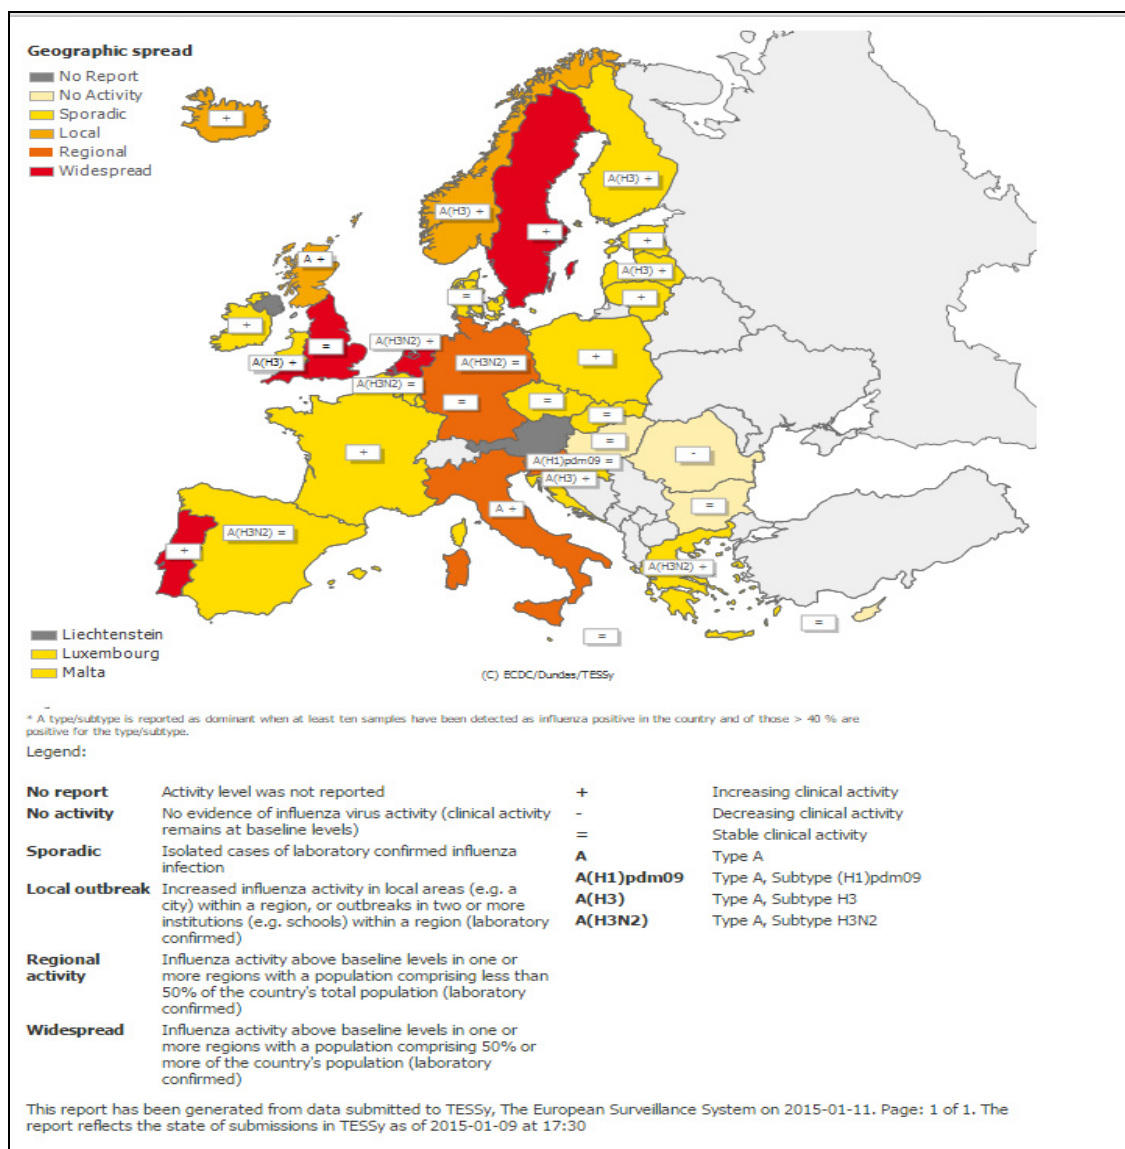 Geographic spread
No Report
No Activity
Sporadic
Local
Regional
Widespread
+
A(H3) +
A(H3) +
+
+
A +
A(H3) +
=
+
+
A(H3N2) +
=
A(H3) +
A(H3N2) =
+
A(H3N2) =
=
=
=
+
=
A(H1)pdm09 =
-
A(H3) +
A +
=
A(H3N2) =
+
A(H3N2) +
=
=
Liechtenstein
Luxembourg
Malta
(C) ECDC/Dundas/TESSy
* A type/subtype is reported as dominant when at least ten samples have been detected as influenza positive in the country and of those > 40 % are
positive for the type/subtype.
Legend:
No report Activity level was not reported
No activity No evidence of influenza virus activity (clinical activity
remains at baseline levels)
Sporadic Isolated cases of laboratory confirmed influenza
infection
Local outbreak Increased influenza activity in local areas (e.g. a
city) within a region, or outbreaks in two or more
institutions (e.g. schools) within a region (laboratory
confirmed)
Regional activity Influenza activity above baseline levels in one or
more regions with a population comprising less than
50% of the country's total population (laboratory
confirmed)
Widespread Influenza activity above baseline levels in one or
more regions with a population comprising 50% or
more of the country's population (laboratory
confirmed)
+ Increasing clinical activity
- Decreasing clinical activity
= Stable clinical activity
A Type A
A(H1)pdm09 Type A, Subtype (H1)pdm09
A(H3) Type A, Subtype H3
A(H3N2) Type A, Subtype H3N2
This report has been generated from data submitted to TESSy, The European Surveillance System on 2015-01-11. Page: 1 of 1. The
report reflects the state of submissions in TESSy as of 2015-01-09 at 17:30